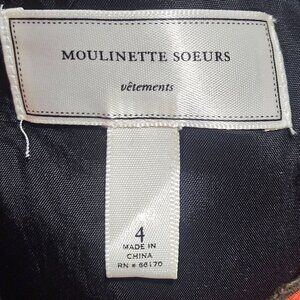 MOULINETTE SOEURS
vêtements
4
MADE IN
CHINA
RN # 66170